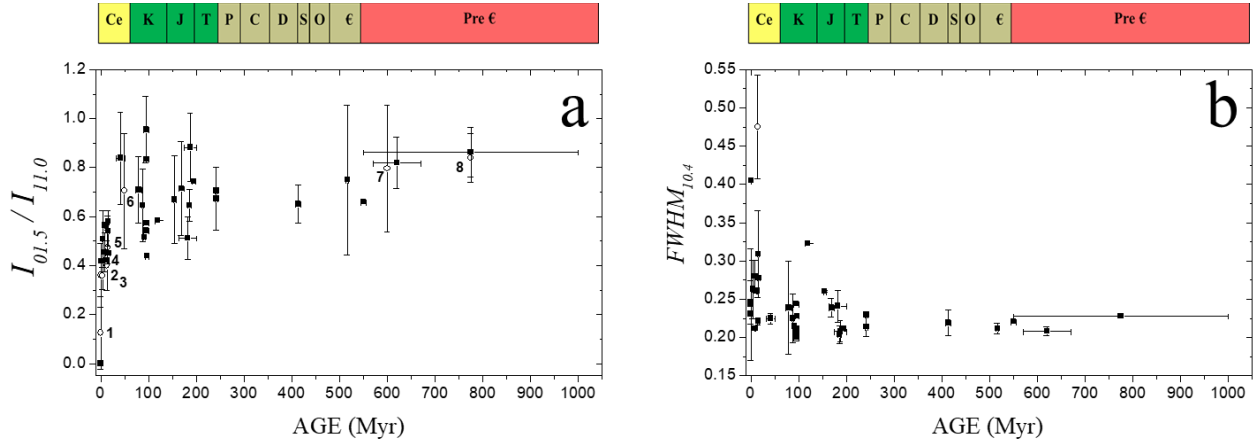 Ce K J T P C D S O € Pre €
Ce K J T P C D S O € Pre €
a
b
1.2
1.0
0.8
0.6
0.4
0.2
0.0
I01.5 / I11.0
1
2
3
4
5
6
7
8
0 100 200 300 400 500 600 700 800 900 1000
AGE (Myr)
0.55
0.50
0.45
0.40
0.35
0.30
0.25
0.20
0.15
FWHM10.4
0 100 200 300 400 500 600 700 800 900 1000
AGE (Myr)